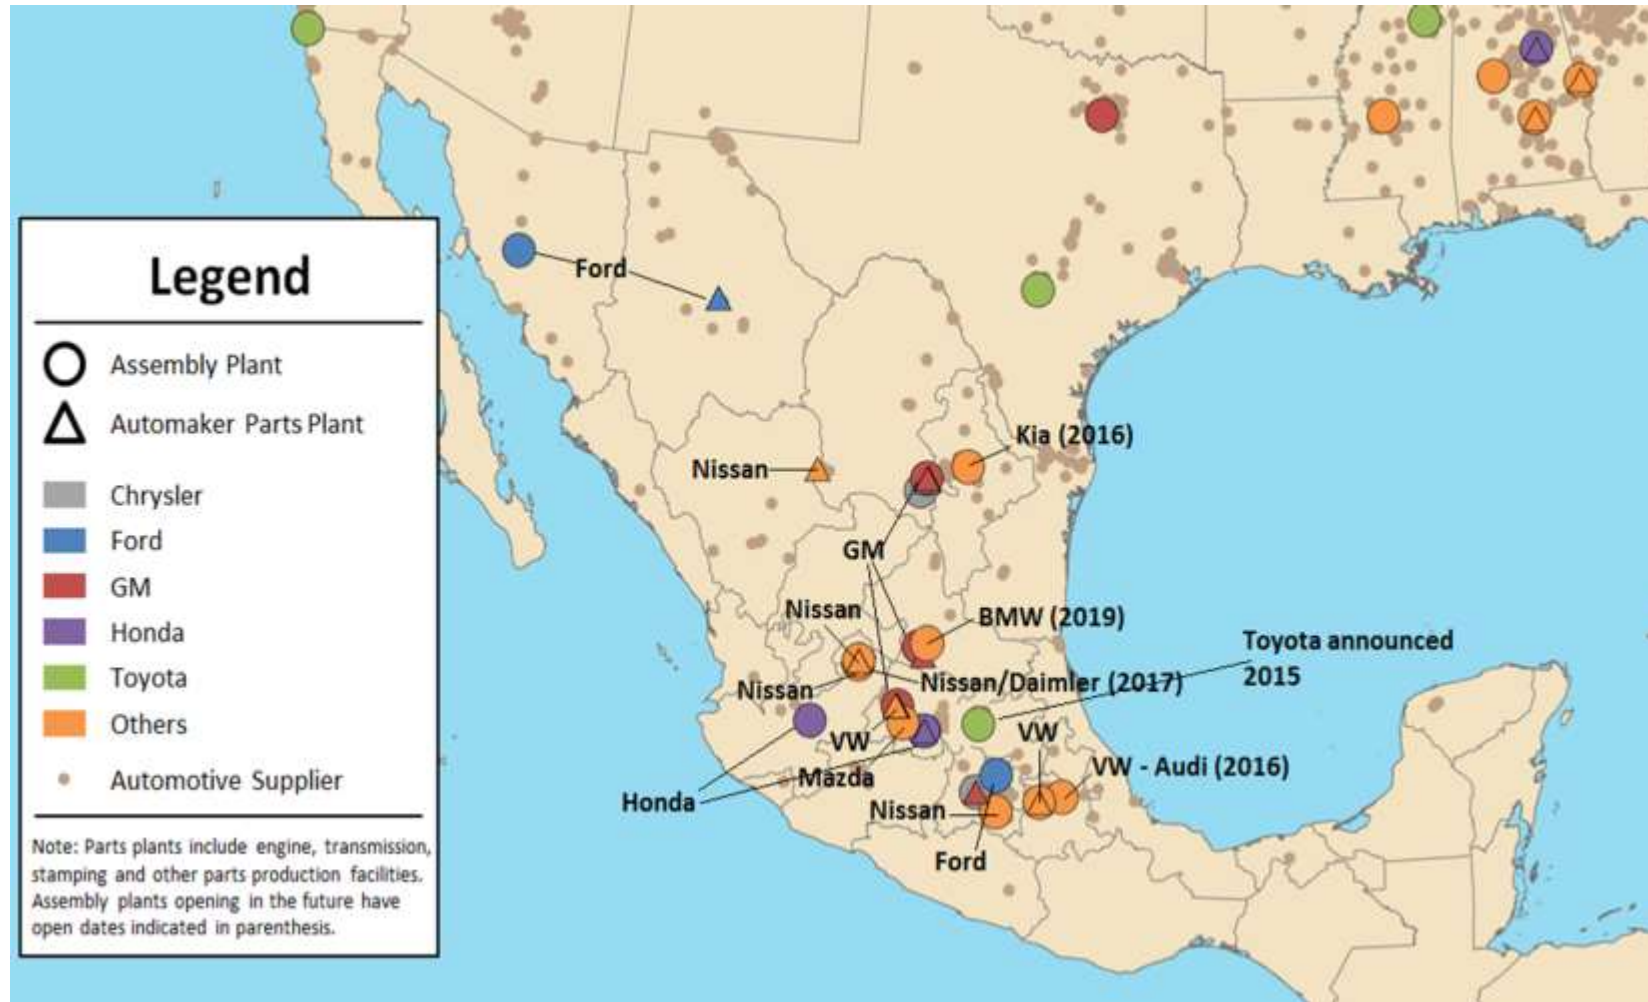 Legend
Assembly Plant
Automaker Parts Plant
Chrysler
Ford
GM
Honda
Toyota
Others
Automotive Supplier
Note: Parts plants include engine, transmission,
stamping and other parts production facilities.
Assembly plants opening in the future have
open dates indicated in parenthesis.
Ford
Kia (2016)
Nissan
GM
Nissan
BMW (2019)
Toyota announced
2015
Nissan/Daimler (2017)
Nissan
VW
VW
Mazda
VW - Audi (2016)
Honda
Nissan
Ford